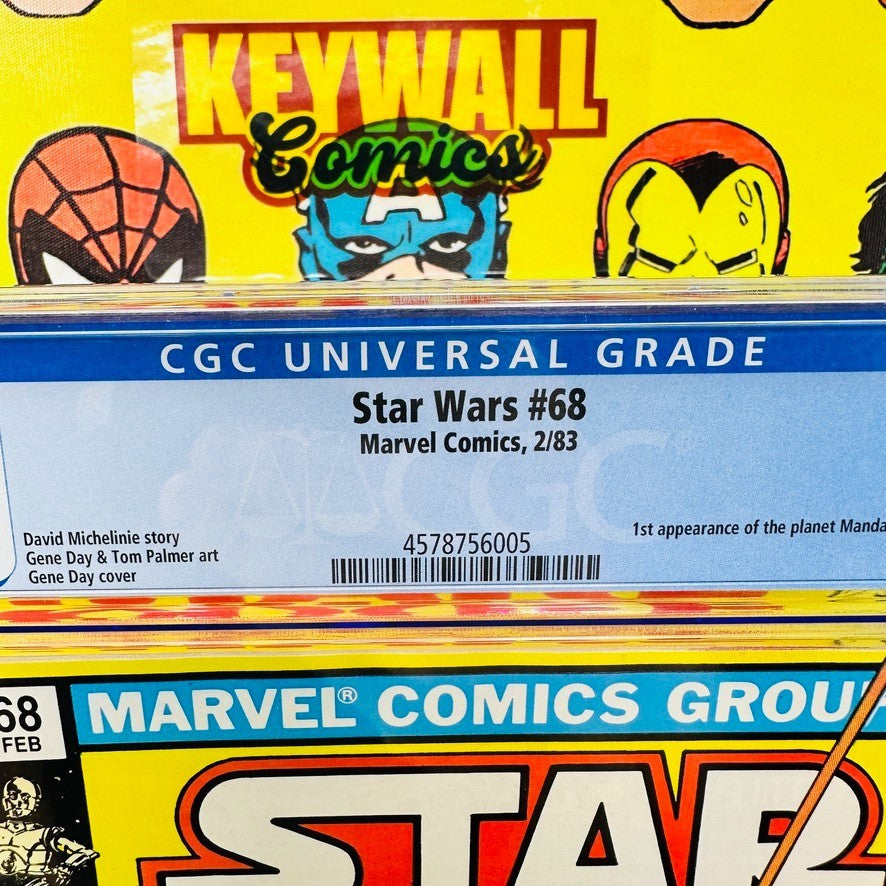 KEYWALL
Comics
A
CGC UNIVERSAL GRADE
Star Wars #68
Marvel Comics, 2/83
CGC®
David Michelinie story
Gene Day & Tom Palmer art
Gene Day cover
4578756005
1st appearance of the planet Manda
68
FEB
MARVEL® COMICS GROU
STAR